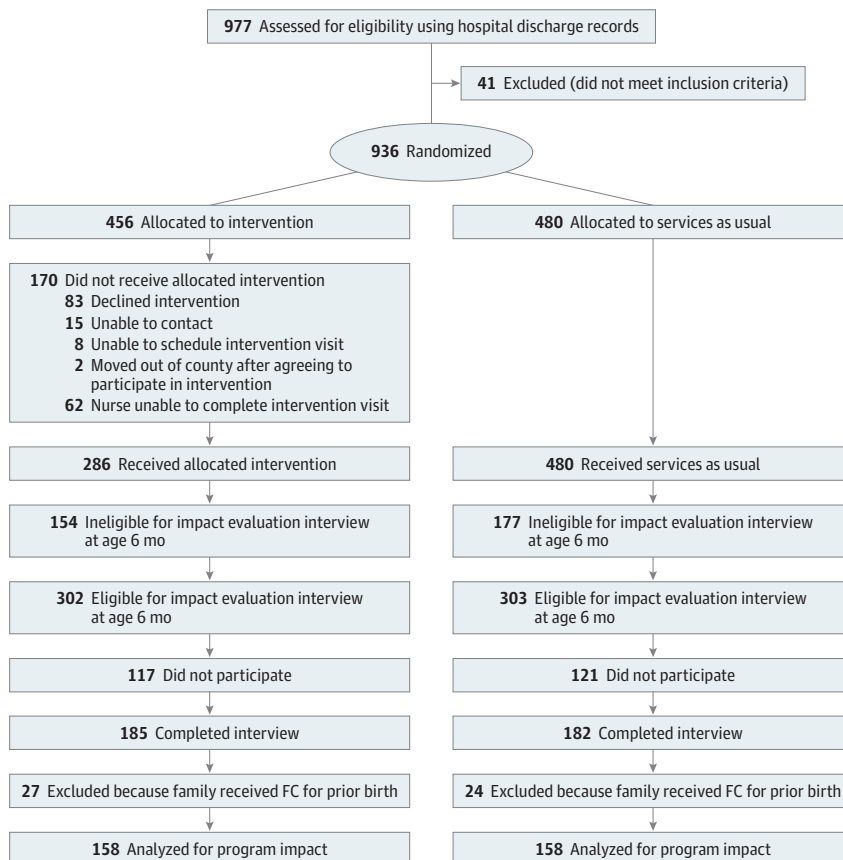 977 Assessed for eligibility using hospital discharge records
41 Excluded (did not meet inclusion criteria)
936 Randomized
456 Allocated to intervention
480 Allocated to services as usual
170 Did not receive allocated intervention
83 Declined intervention
15 Unable to contact
8 Unable to schedule intervention visit
2 Moved out of county after agreeing to
participate in intervention
62 Nurse unable to complete intervention visit
286 Received allocated intervention
480 Received services as usual
154 Ineligible for impact evaluation interview
at age 6 mo
177 Ineligible for impact evaluation interview
at age 6 mo
302 Eligible for impact evaluation interview
at age 6 mo
303 Eligible for impact evaluation interview
at age 6 mo
117 Did not participate
121 Did not participate
185 Completed interview
182 Completed interview
27 Excluded because family received FC for prior birth
24 Excluded because family received FC for prior birth
158 Analyzed for program impact
158 Analyzed for program impact